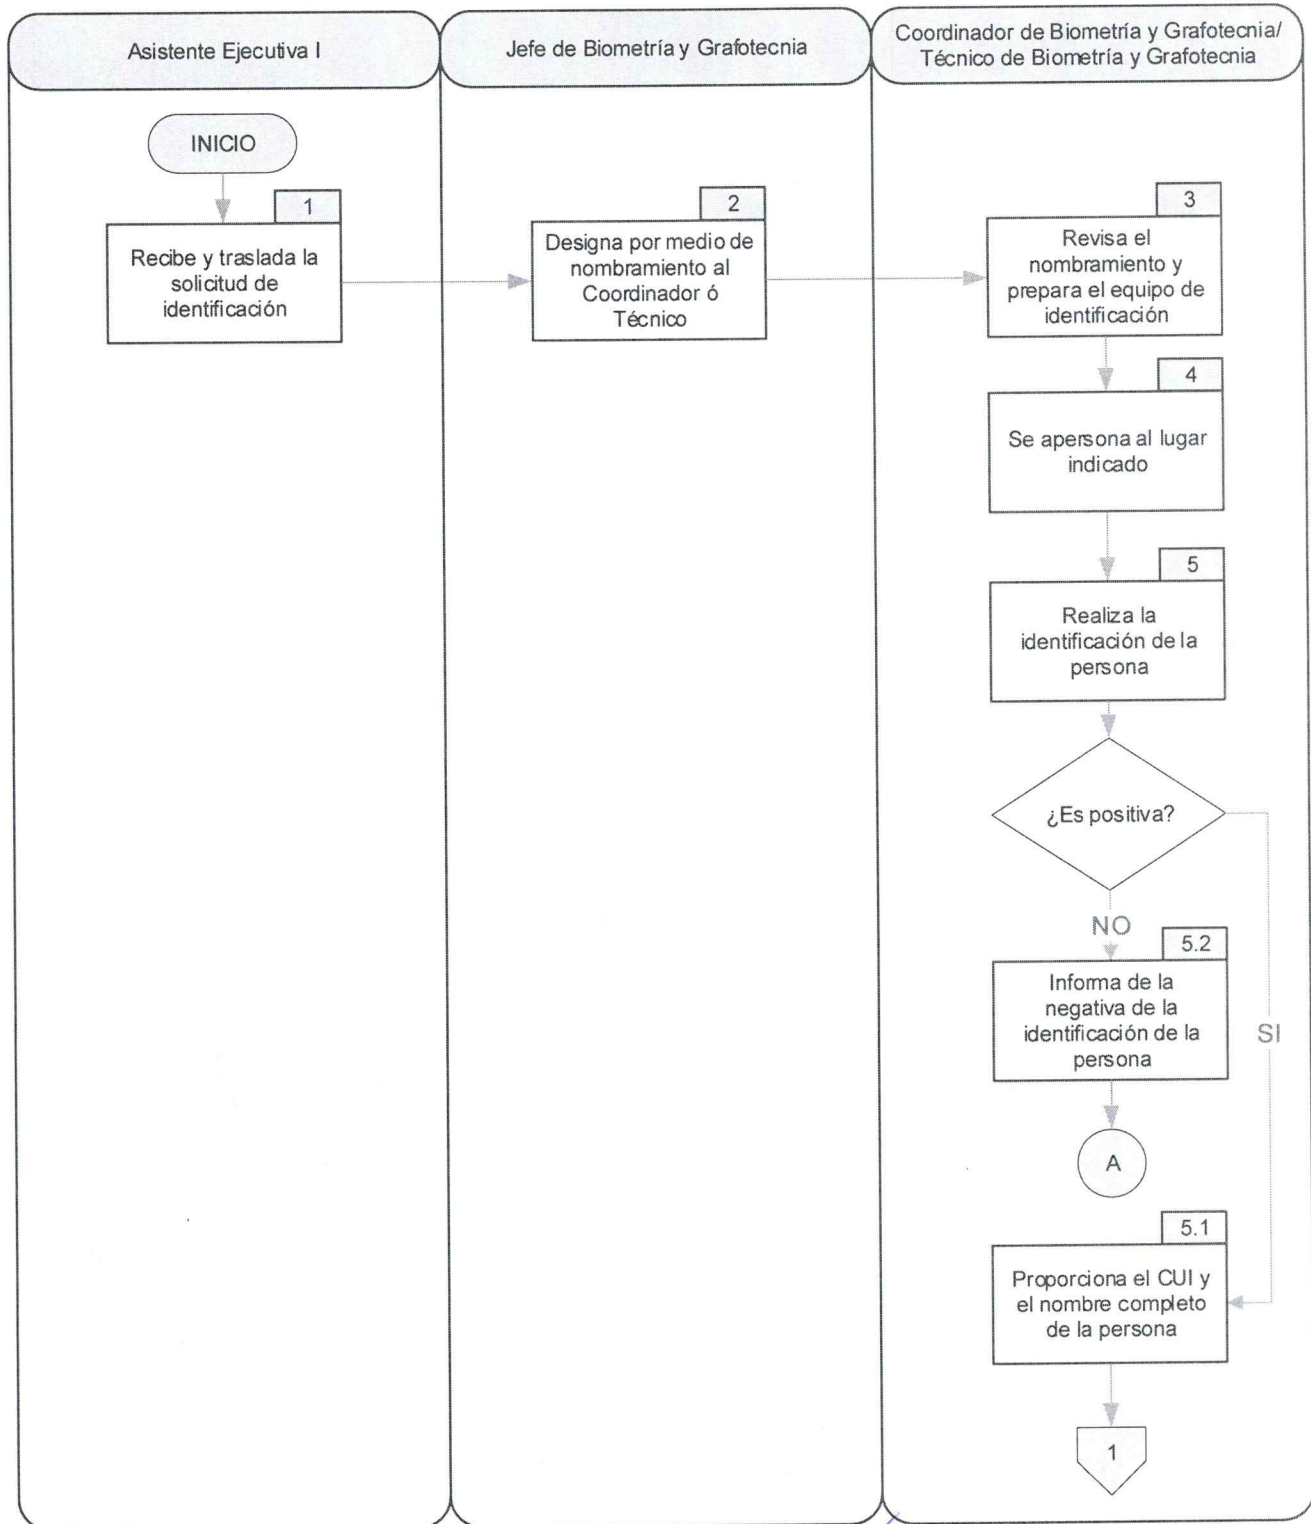 Asistente Ejecutiva I
Jefe de Biometría y Grafotecnia
Coordinador de Biometría y Grafotecnia/
Técnico de Biometría y Grafotecnia
INICIO
1
Recibe y traslada la
solicitud de
identificación
2
Designa por medio de
nombramiento al
Coordinador ó
Técnico
3
Revisa el
nombramiento y
prepara el equipo de
identificación
4
Se apersona al lugar
indicado
5
Realiza la
identificación de la
persona
¿Es positiva?
NO
SI
5.2
Informa de la
negativa de la
identificación de la
persona
A
5.1
Proporciona el CUI y
el nombre completo
de la persona
1